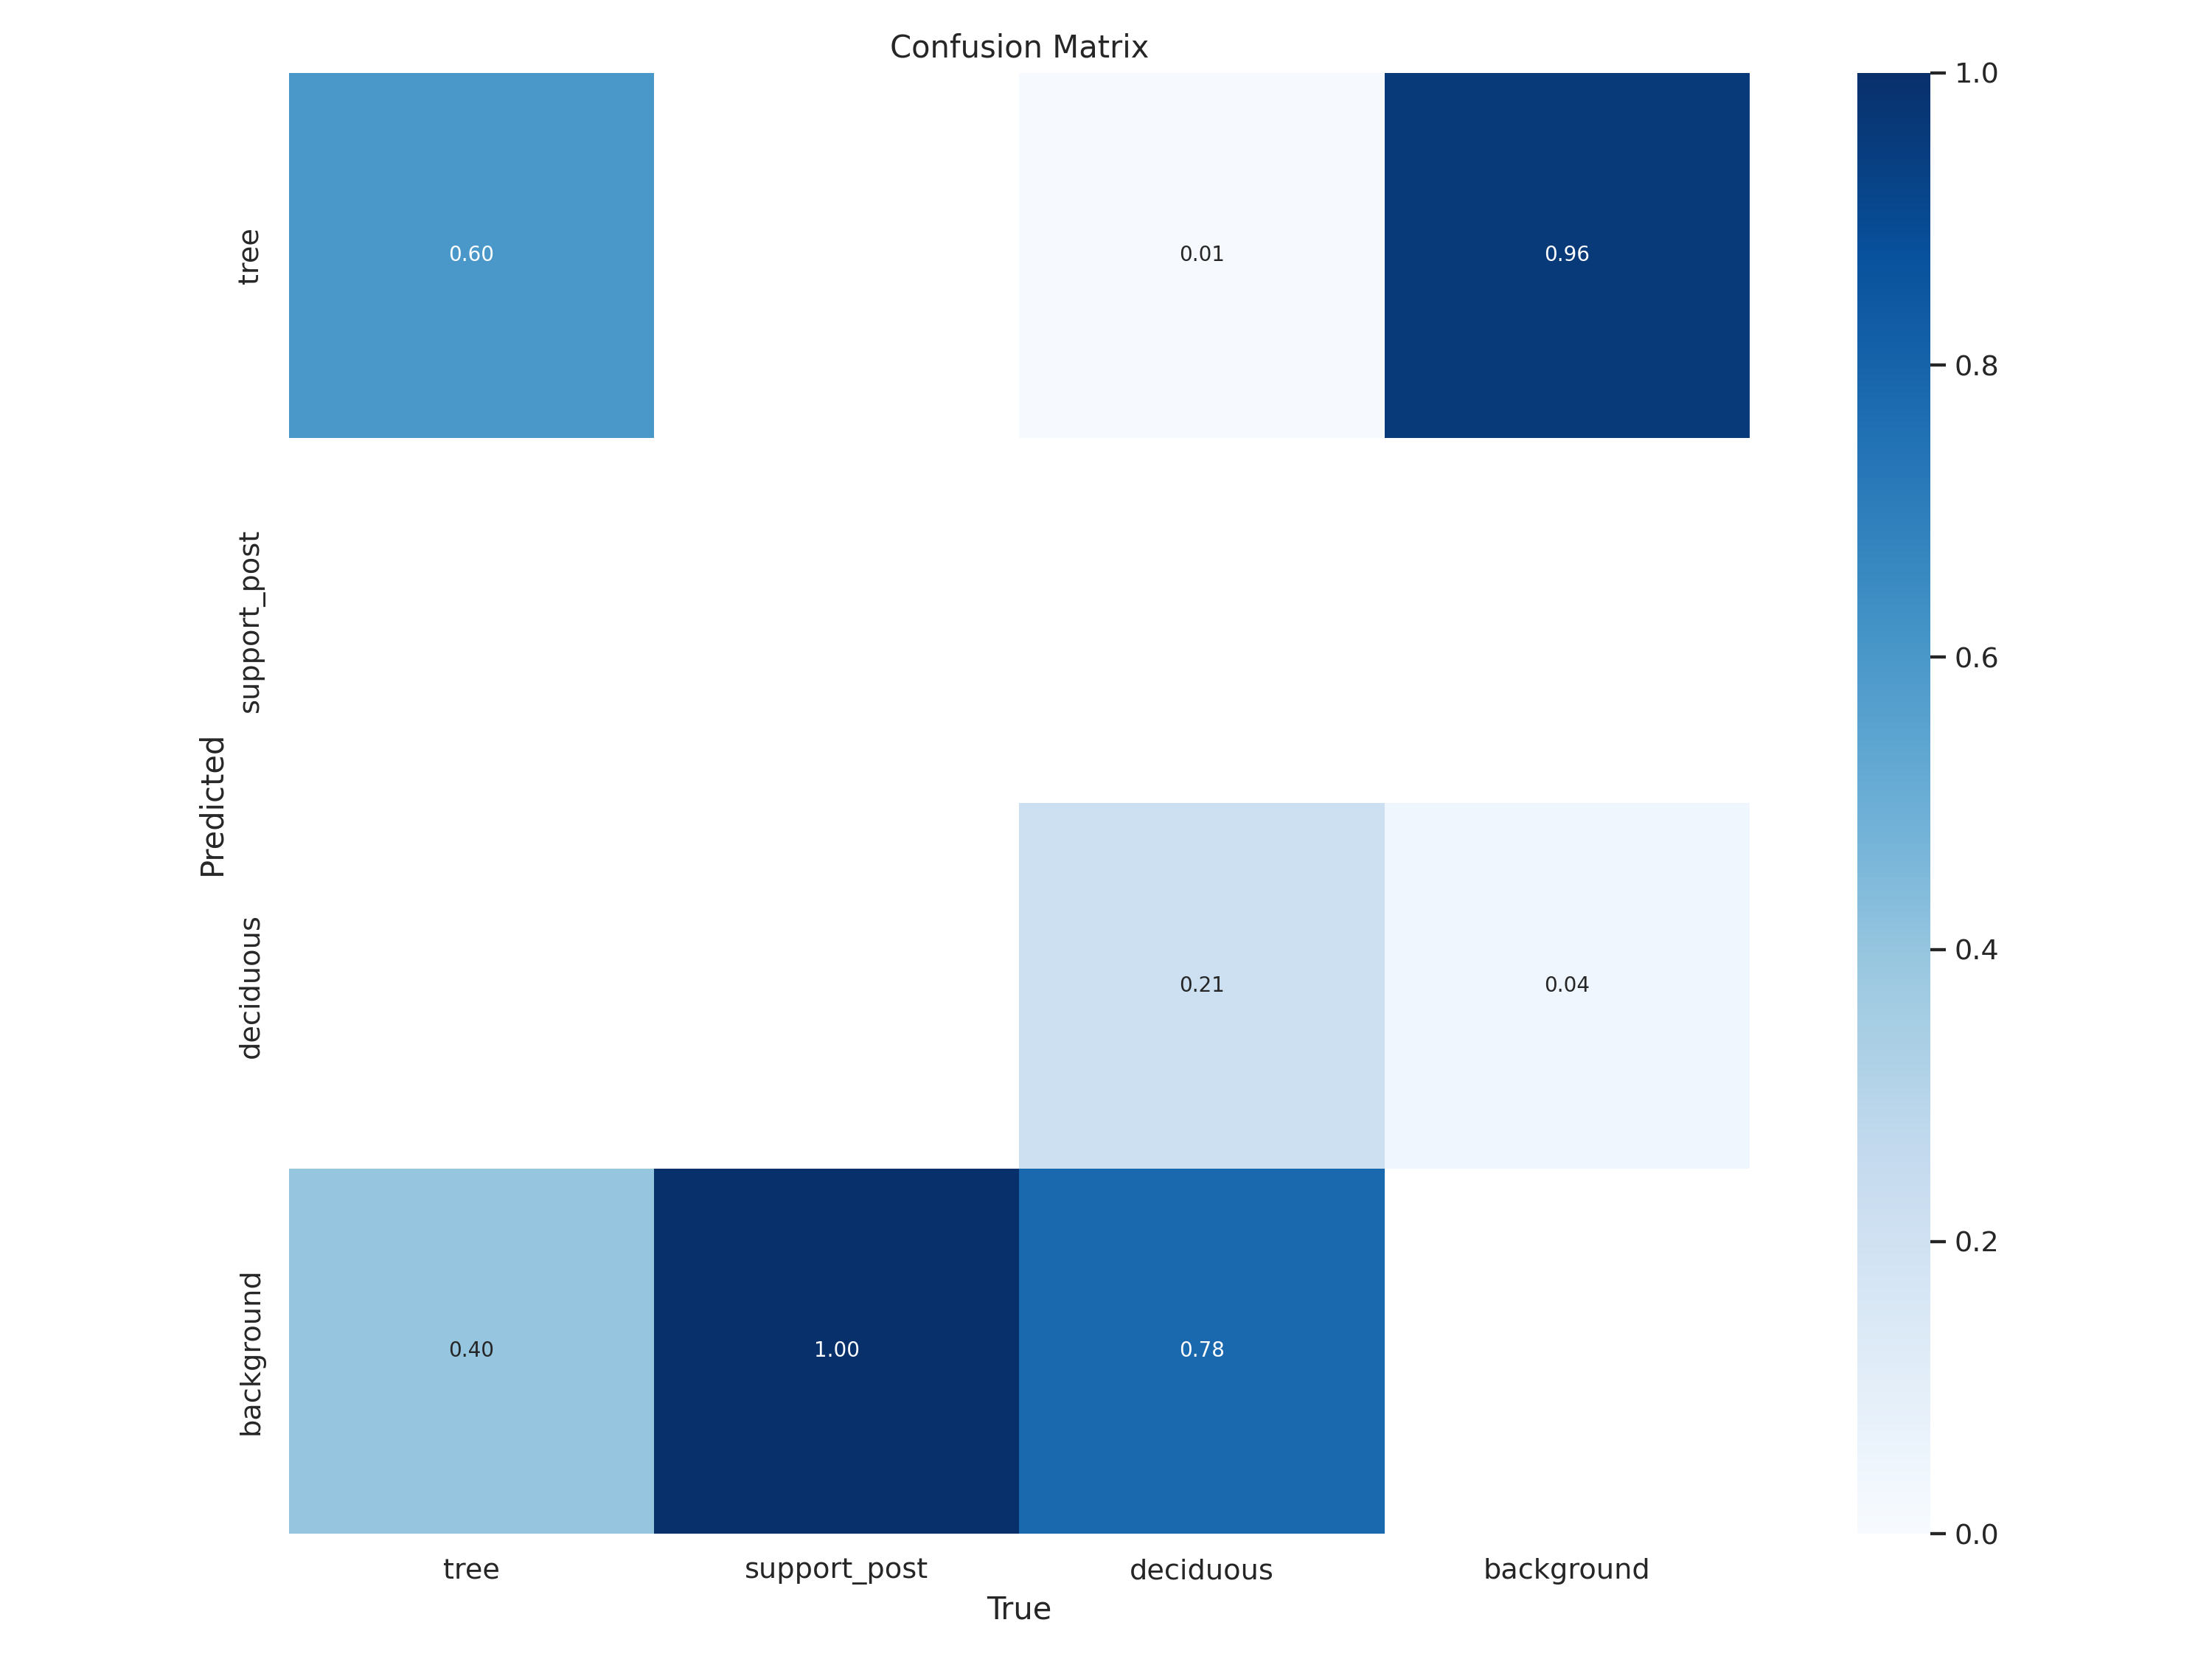 Confusion Matrix
tree
0.60
0.01
0.96
support_post
Predicted
deciduous
0.21
0.04
background
0.40
1.00
0.78
tree
support_post
deciduous
background
True
1.0
0.8
0.6
0.4
0.2
0.0